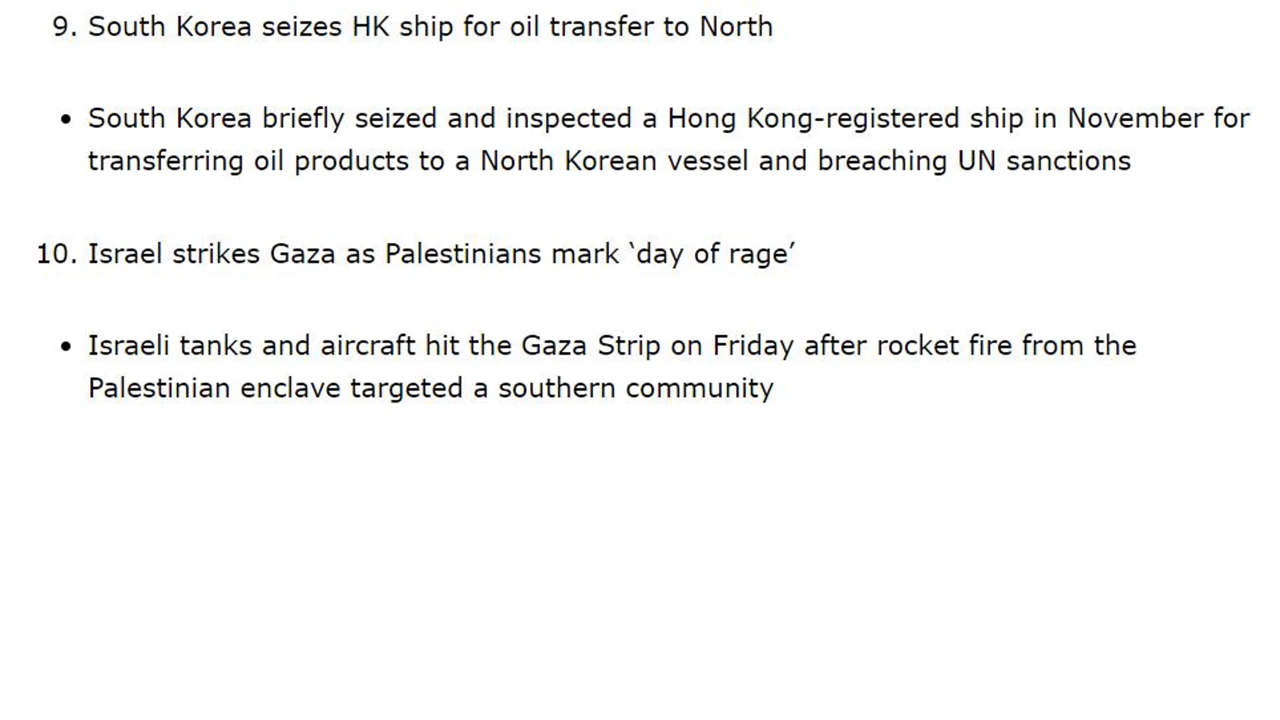 9. South Korea seizes HK ship for oil transfer to North
• South Korea briefly seized and inspected a Hong Kong-registered ship in November for
transferring oil products to a North Korean vessel and breaching UN sanctions
10. Israel strikes Gaza as Palestinians mark ‘day of rage’
• Israeli tanks and aircraft hit the Gaza Strip on Friday after rocket fire from the
Palestinian enclave targeted a southern community